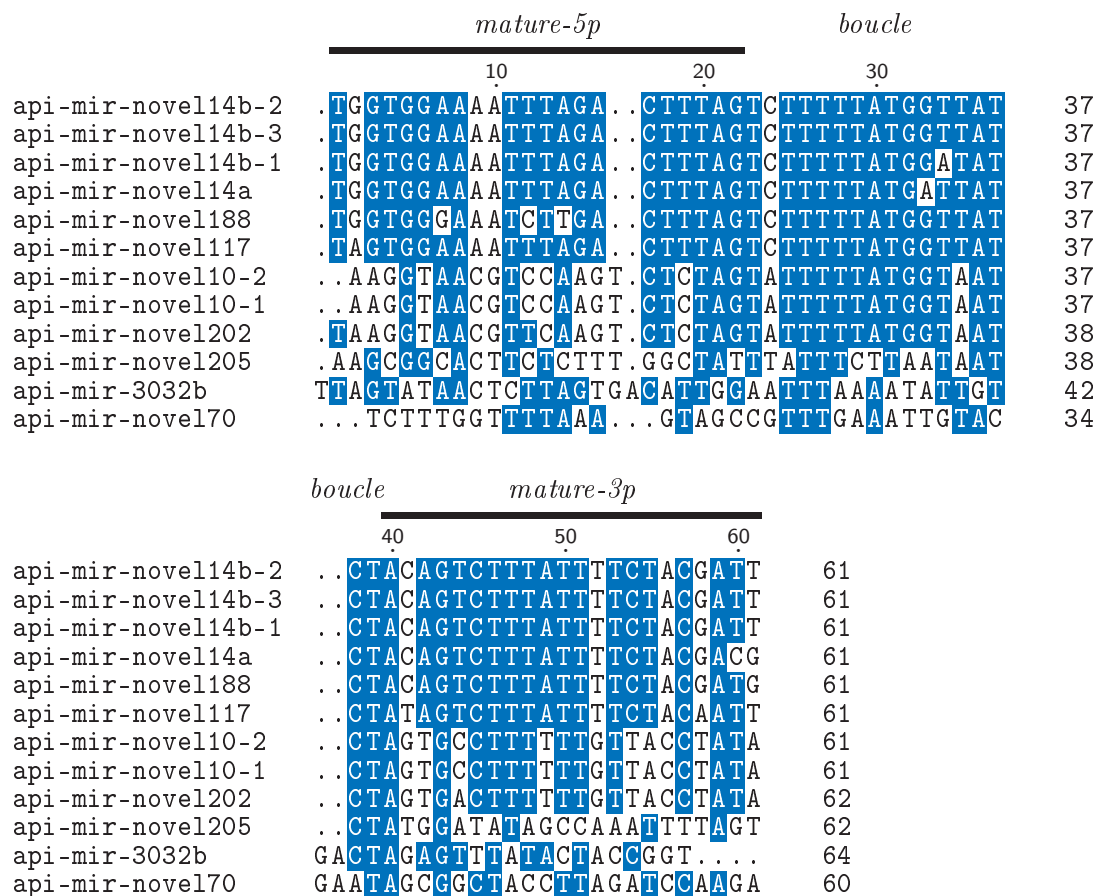 mature-5p boucle
10 20 30
api-mir-novel14b-2 .TGGTGGAAAATTTAGA..CTTTAGTCTTTTTATGGTTAT 37
api-mir-novel14b-3 .TGGTGGAAAATTTAGA..CTTTAGTCTTTTTATGGTTAT 37
api-mir-novel14b-1 .TGGTGGAAAATTTAGA..CTTTAGTCTTTTTATGGATAT 37
api-mir-novel14a .TGGTGGAAAATTTAGA..CTTTAGTCTTTTTATGATTAT 37
api-mir-novel188 .TGGTGGGAAATCTTGA..CTTTAGTCTTTTTATGGTTAT 37
api-mir-novel117 .TAGTGGAAAATTTAGA..CTTTAGTCTTTTTATGGTTAT 37
api-mir-novel10-2 ..AAGGTAACGTCCAAGT.CTCTAGTATTTTTATGGTAAT 37
api-mir-novel10-1 ..AAGGTAACGTCCAAGT.CTCTAGTATTTTTATGGTAAT 37
api-mir-novel202 .TAAGGTAACGTTCAAGT.CTCTAGTATTTTTATGGTAAT 38
api-mir-novel205 .AAGCGGCACTTCTCTTT.GGCTATTTATTTCTTAATAAT 38
api-mir-3032b TTAGTATAACTCTTAGTGACATTGGAATTTAAAATATTGT 42
api-mir-novel70 ...TCTTTGGTTTTAAA...GTAGCCGTTTGAAATTGTAC 34
boucle mature-3p
40 50 60
api-mir-novel14b-2 ..CTACAGTCTTTATTTTCTACGATT 61
api-mir-novel14b-3 ..CTACAGTCTTTATTTTCTACGATT 61
api-mir-novel14b-1 ..CTACAGTCTTTATTTTCTACGATT 61
api-mir-novel14a ..CTACAGTCTTTATTTTCTACGACG 61
api-mir-novel188 ..CTACAGTCTTTATTTTCTACGATG 61
api-mir-novel117 ..CTATAGTCTTTATTTTCTACAATT 61
api-mir-novel10-2 ..CTAGTGCCTTTTTTGTTACCTATA 61
api-mir-novel10-1 ..CTAGTGCCTTTTTTGTTACCTATA 61
api-mir-novel202 ..CTAGTGACTTTTTTGTTACCTATA 62
api-mir-novel205 ..CTATGGATATAGCCAAATTTTAGT 62
api-mir-3032b GACTAGAGTTTATACTACCGGT.... 64
api-mir-novel70 GAATAGCGGCTACCTTAGATCCAAGA 60